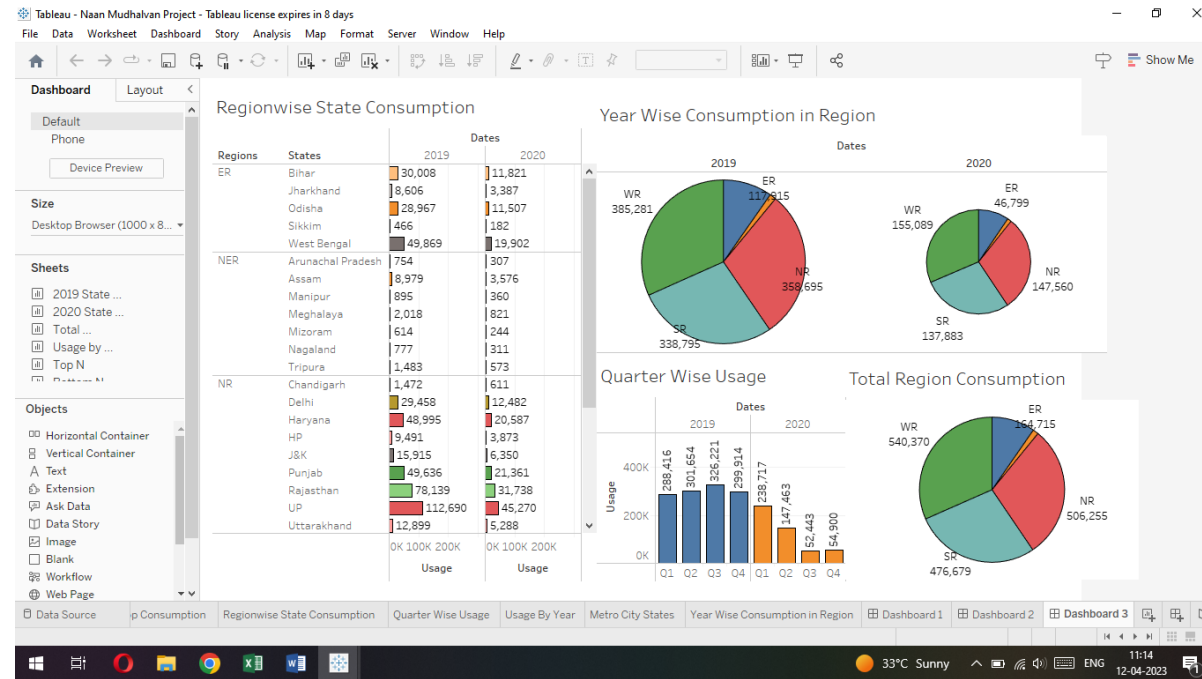 Tableau - Naan Mudhalvan Project - Tableau license expires in 8 days
File Data Worksheet Dashboard Story Analysis Map Format Server Window Help
Show Me
Dashboard Layout
Default
Phone
Device Preview
Size
Desktop Browser (1000 x 8...
Sheets
2019 State ...
2020 State ...
Total ...
Usage by ...
Top N
Bottom N
Objects
Horizontal Container
Vertical Container
Text
Extension
Ask Data
Data Story
Image
Blank
Workflow
Web Page
Regionwise State Consumption
Dates
Regions States 2019 2020
ER Bihar 30,008 11,821
Jharkhand 8,606 3,387
Odisha 28,967 11,507
Sikkim 466 182
West Bengal 49,869 19,902
NER Arunachal Pradesh 754 307
Assam 8,979 3,576
Manipur 895 360
Meghalaya 2,018 821
Mizoram 614 244
Nagaland 777 311
Tripura 1,483 573
NR Chandigarh 1,472 611
Delhi 29,458 12,482
Haryana 48,995 20,587
HP 9,491 3,873
J&K 15,915 6,350
Punjab 49,636 21,361
Rajasthan 78,139 31,738
UP 112,690 45,270
Uttarakhand 12,899 5,288
0K 100K 200K 0K 100K 200K
Usage Usage
Year Wise Consumption in Region
Dates
2019 2020
ER
117,915
WR
385,281
NR
358,695
SR
338,795
ER
46,799
WR
155,089
NR
147,560
SR
137,883
Quarter Wise Usage
Dates
2019 2020
Usage
400K
200K
0K
288,416 301,654 326,221 299,914 238,717 147,463 52,443 54,900
Q1 Q2 Q3 Q4 Q1 Q2 Q3 Q4
Total Region Consumption
ER
164,715
WR
540,370
NR
506,255
SR
476,679
Data Source p Consumption Regionwise State Consumption Quarter Wise Usage Usage By Year Metro City States Year Wise Consumption in Region Dashboard 1 Dashboard 2 Dashboard 3
33°C Sunny ENG 11:14
12-04-2023
1